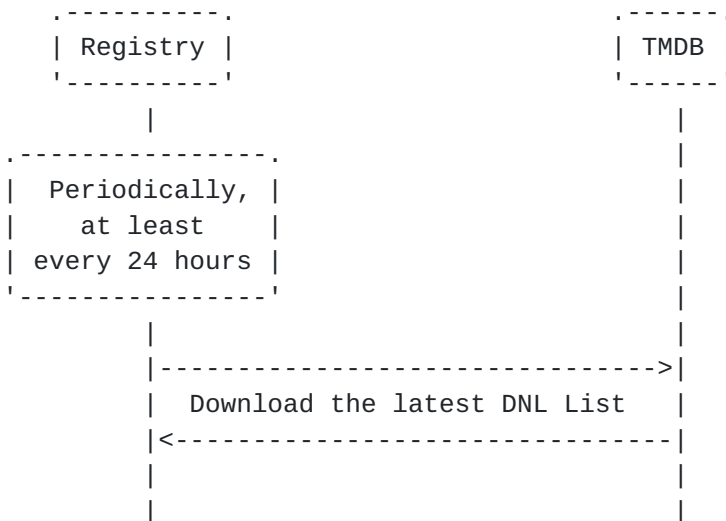 Registry TMDB
Periodically,
at least
every 24 hours
Download the latest DNL List